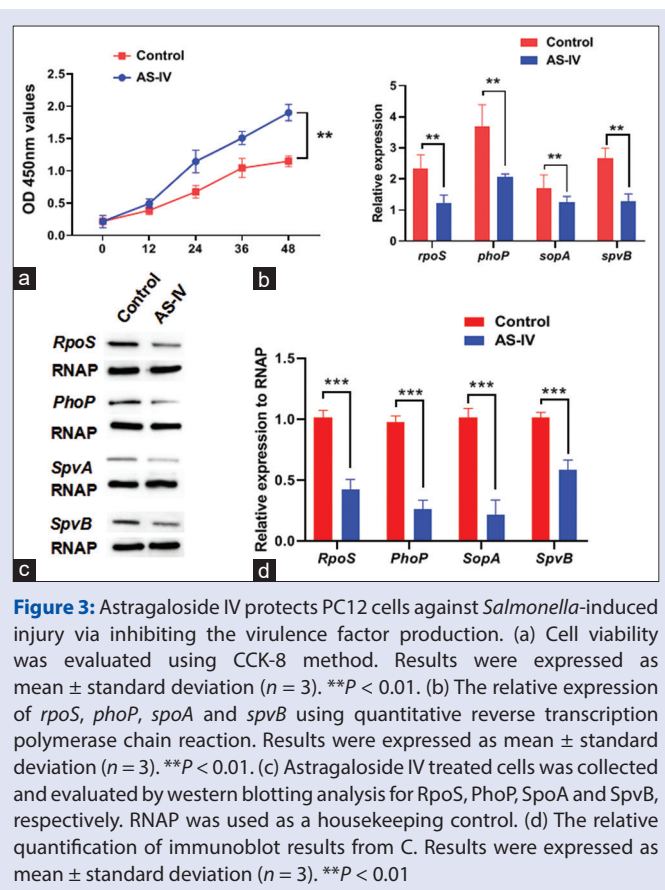 Control
AS-IV
OD 450nm values
2.0
1.5
1.0
0.5
0.0
0 12 24 36 48
**
a
Control
AS-IV
Relative expression
5
4
3
2
1
0
** ** ** **
rpoS phoP sopA spvB
b
Control AS-IV
RpoS
RNAP
PhoP
RNAP
SpvA
RNAP
SpvB
RNAP
c
Control
AS-IV
Relative expression to RNAP
1.5
1.0
0.5
0.0
*** *** *** ***
RpoS PhoP SopA SpvB
d
Figure 3: Astragaloside IV protects PC12 cells against Salmonella-induced
injury via inhibiting the virulence factor production. (a) Cell viability
was evaluated using CCK-8 method. Results were expressed as
mean ± standard deviation (n = 3). **P < 0.01. (b) The relative expression
of rpoS, phoP, spoA and spvB using quantitative reverse transcription
polymerase chain reaction. Results were expressed as mean ± standard
deviation (n = 3). **P < 0.01. (c) Astragaloside IV treated cells was collected
and evaluated by western blotting analysis for RpoS, PhoP, SpoA and SpvB,
respectively. RNAP was used as a housekeeping control. (d) The relative
quantification of immunoblot results from C. Results were expressed as
mean ± standard deviation (n = 3). **P < 0.01